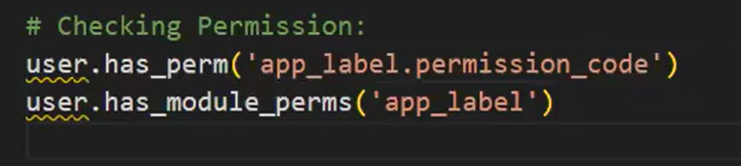 # Checking Permission:
user.has_perm('app_label.permission_code')
user.has_module_perms('app_label')